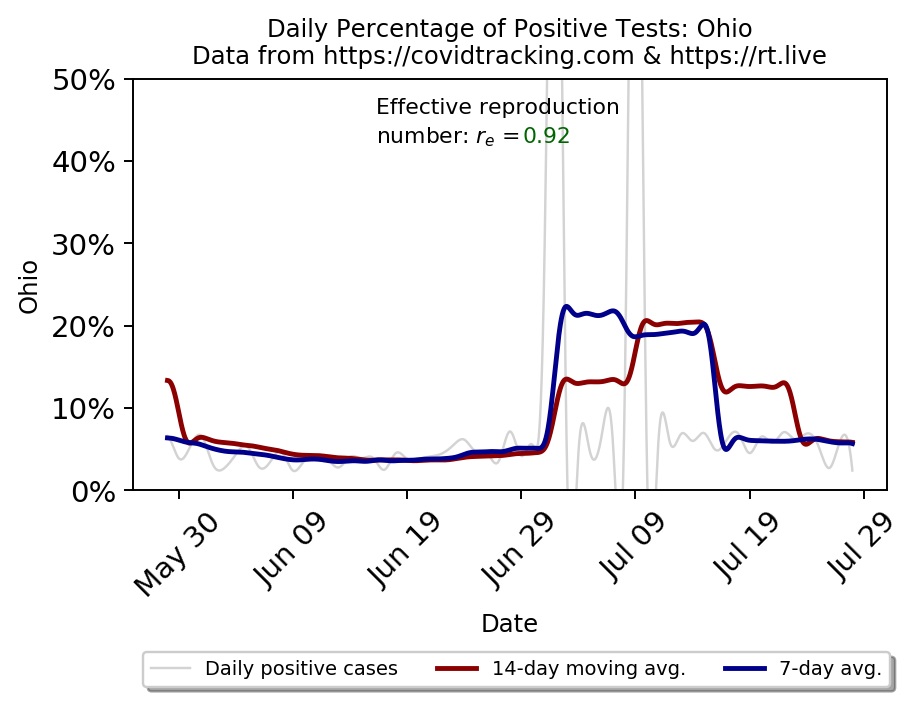 Daily Percentage of Positive Tests: Ohio
Data from https://covidtracking.com & https://rt.live
50%
Effective reproduction
number: rₑ =0.92
40%
30%
Ohio
20%
10%
0%
May 30
Jun 09
Jun 19
Jun 29
Jul 09
Jul 19
Jul 29
Date
Daily positive cases
14-day moving avg.
7-day avg.